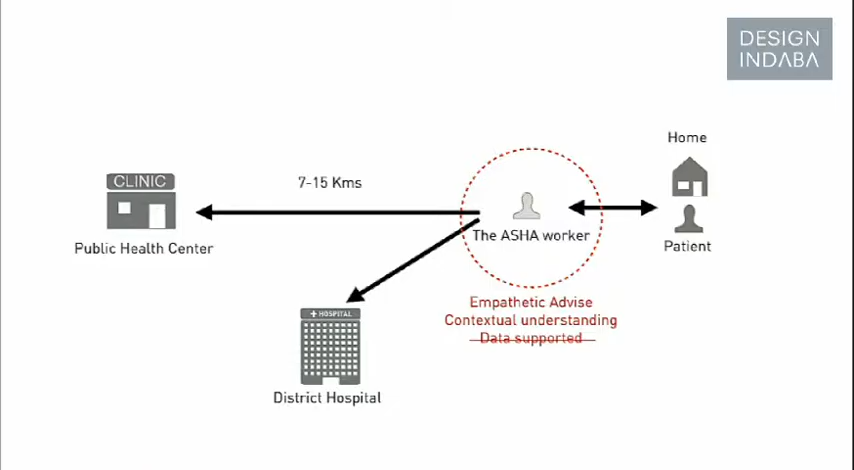 DESIGN
INDABA
Home
CLINIC
7-15 Kms
The ASHA worker
Public Health Center
Patient
Empathetic Advise
Contextual understanding
Data supported
+ HOSPITAL
District Hospital